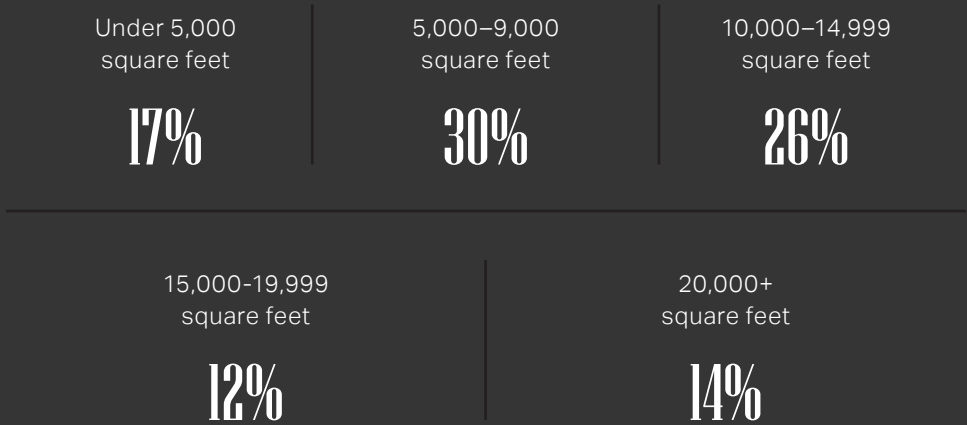 Under 5,000
square feet
17%
5,000–9,000
square feet
30%
10,000–14,999
square feet
26%
15,000-19,999
square feet
12%
20,000+
square feet
14%